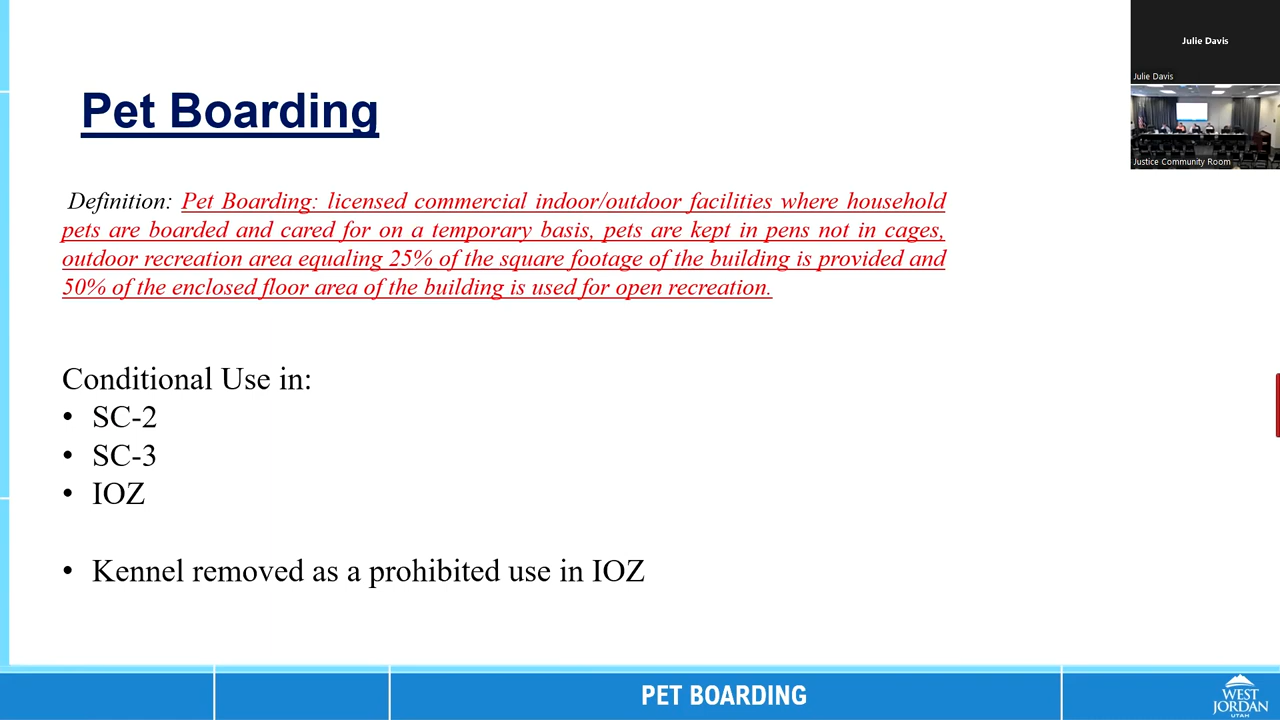 Pet Boarding
Definition: Pet Boarding: licensed commercial indoor/outdoor facilities where household
pets are boarded and cared for on a temporary basis, pets are kept in pens not in cages,
outdoor recreation area equaling 25% of the square footage of the building is provided and
50% of the enclosed floor area of the building is used for open recreation.
Conditional Use in:
• SC-2
• SC-3
• IOZ
• Kennel removed as a prohibited use in IOZ
Julie Davis
Julie Davis
Justice Community Room
PET BOARDING
WEST
JORDAN
UTAH